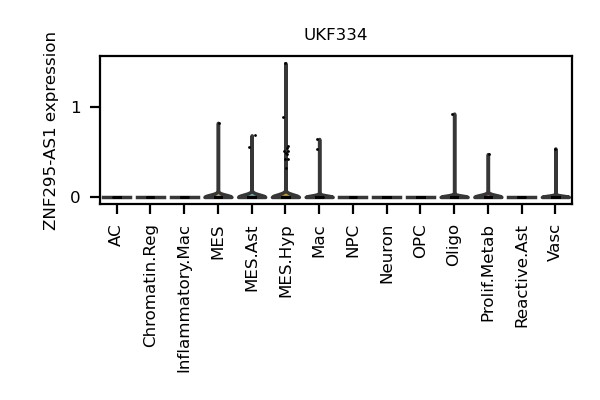 UKF334
ZNF295-AS1 expression
1
0
AC
Chromatin.Reg
Inflammatory.Mac
MES
MES.Ast
MES.Hyp
Mac
NPC
Neuron
OPC
Oligo
Prolif.Metab
Reactive.Ast
Vasc